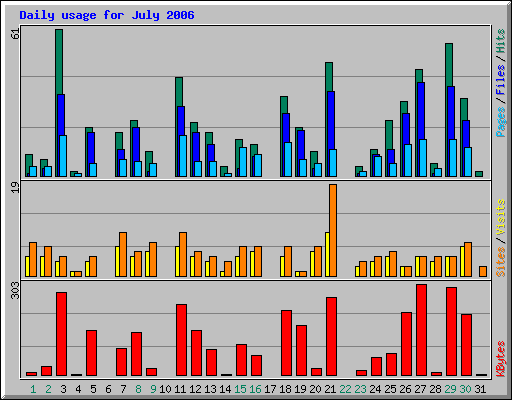 Daily usage for July 2006
61
19
303
Pages / Files / Hits
Sites / Visits
KBytes
1 2 3 4 5 6 7 8 9 10 11 12 13 14 15 16 17 18 19 20 21 22 23 24 25 26 27 28 29 30 31